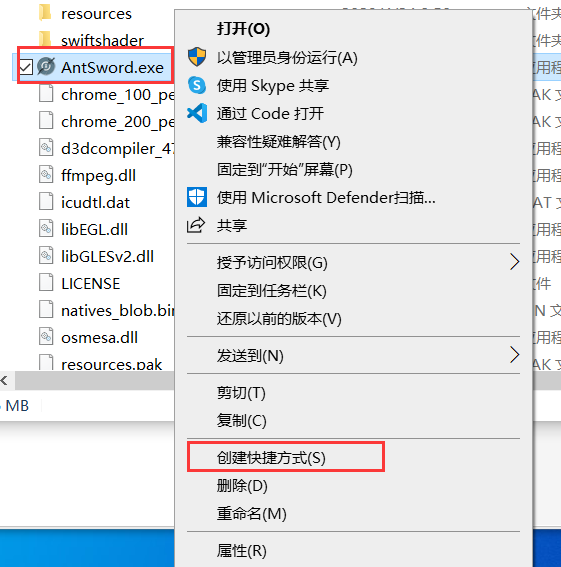 resources
swiftshader
AntSword.exe
chrome_100_pe
chrome_200_pe
d3dcompiler_47
ffmpeg.dll
icudtl.dat
libEGL.dll
libGLESv2.dll
LICENSE
natives_blob.bin
osmesa.dll
resources.pak
MB
打开(O)
以管理员身份运行(A)
使用 Skype 共享
通过 Code 打开
兼容性疑难解答(Y)
固定到"开始"屏幕(P)
使用 Microsoft Defender扫描...
共享
授予访问权限(G)
固定到任务栏(K)
还原以前的版本(V)
发送到(N)
剪切(T)
复制(C)
创建快捷方式(S)
删除(D)
重命名(M)
属性(R)
件夹
件夹
用程
AK 文
AK 文
用程
用程
AT 文
用程
用程
件
N 文
用程
AK 文